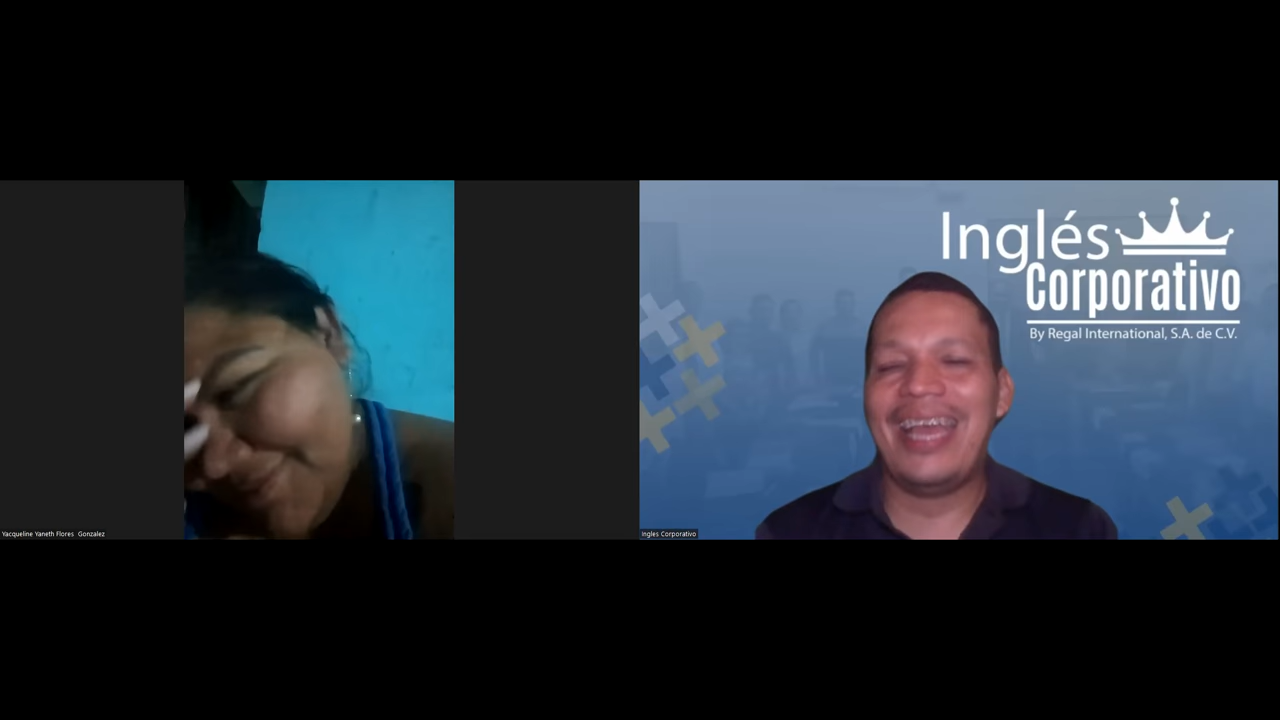 Inglés
Corporativo
By Regal International, S.A. de C.V.
Yacqueline Yaneth Flores Gonzalez
Ingles Corporativo